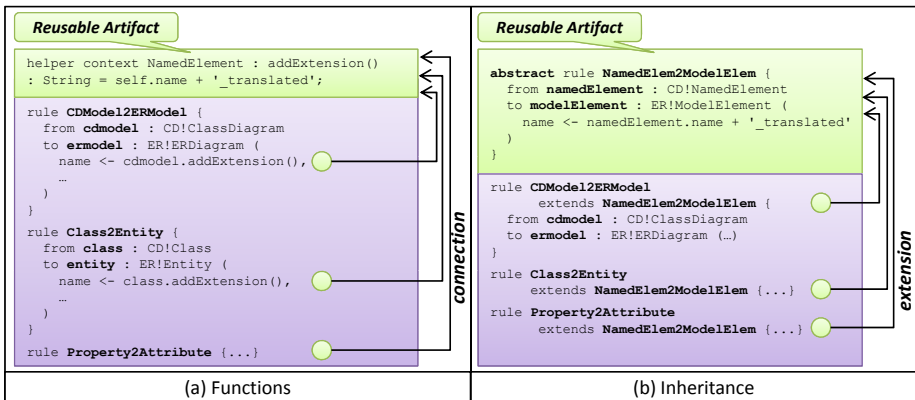 Reusable Artifact
helper context NamedElement : addExtension()
: String = self.name + '_translated';
rule CDModel2ERModel {
from cdmodel : CD!ClassDiagram
to ermodel : ER!ERDiagram (
name <- cdmodel.addExtension(),
…
)
}
rule Class2Entity {
from class : CD!Class
to entity : ER!Entity (
name <- class.addExtension(),
…
)
}
rule Property2Attribute {...}
connection
(a) Functions
Reusable Artifact
abstract rule NamedElem2ModelElem {
from namedElement : CD!NamedElement
to modelElement : ER!ModelElement (
name <- namedElement.name + '_translated'
)
}
rule CDModel2ERModel
extends NamedElem2ModelElem {
from cdmodel : CD!ClassDiagram
to ermodel : ER!ERDiagram (…)
}
rule Class2Entity
extends NamedElem2ModelElem {...}
rule Property2Attribute
extends NamedElem2ModelElem {...}
extension
(b) Inheritance